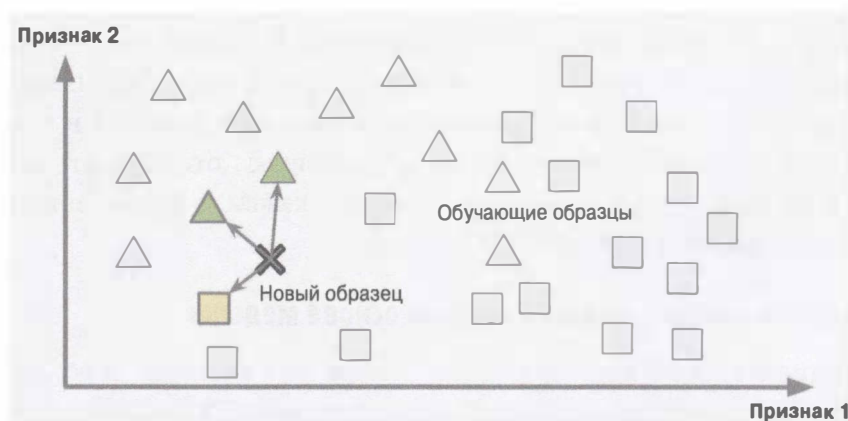 Признак 2
Обучающие образцы
Новый образец
Признак 1